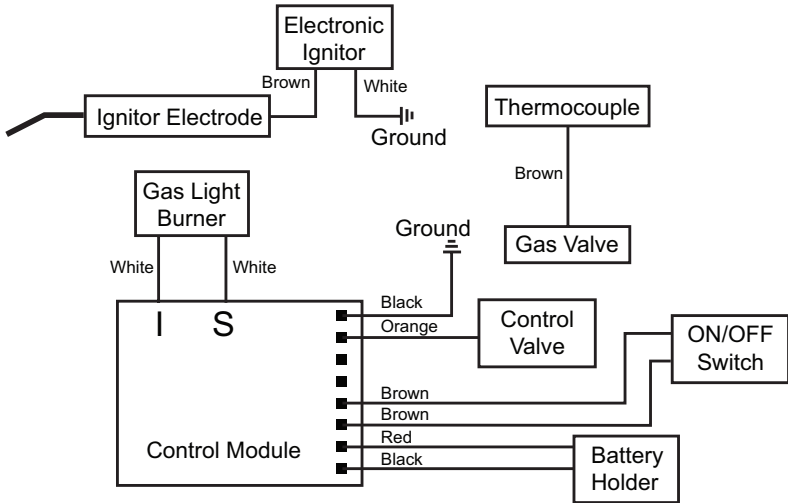 Electronic
Ignitor
Brown
White
Ignitor Electrode
Ground
Thermocouple
Brown
Gas Valve
Gas Light
Burner
White
White
Ground
I
S
Black
Orange
Control
Valve
ON/OFF
Switch
Brown
Brown
Red
Black
Control Module
Battery
Holder